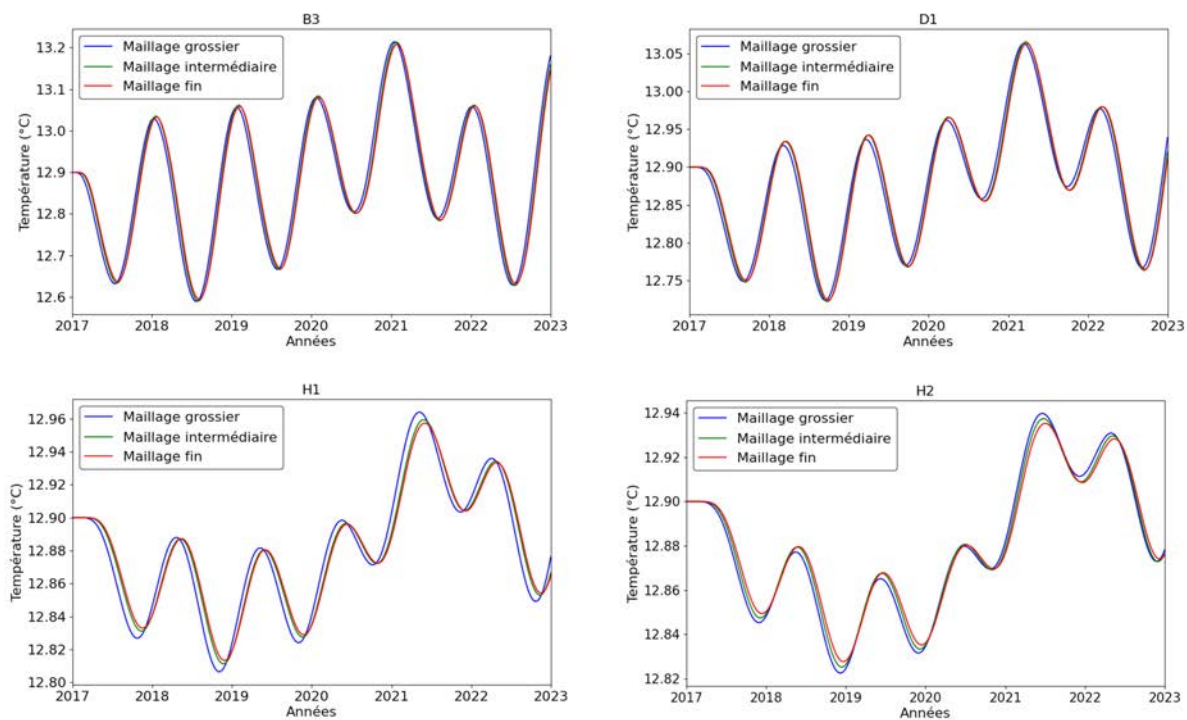 B3
Température (°C)
13.2
13.1
13.0
12.9
12.8
12.7
12.6
Maillage grossier
Maillage intermédiaire
Maillage fin
2017 2018 2019 2020 2021 2022 2023
Années
D1
Température (°C)
13.05
13.00
12.95
12.90
12.85
12.80
12.75
Maillage grossier
Maillage intermédiaire
Maillage fin
2017 2018 2019 2020 2021 2022 2023
Années
H1
Température (°C)
12.96
12.94
12.92
12.90
12.88
12.86
12.84
12.82
12.80
Maillage grossier
Maillage intermédiaire
Maillage fin
2017 2018 2019 2020 2021 2022 2023
Années
H2
Température (°C)
12.94
12.92
12.90
12.88
12.86
12.84
12.82
Maillage grossier
Maillage intermédiaire
Maillage fin
2017 2018 2019 2020 2021 2022 2023
Années